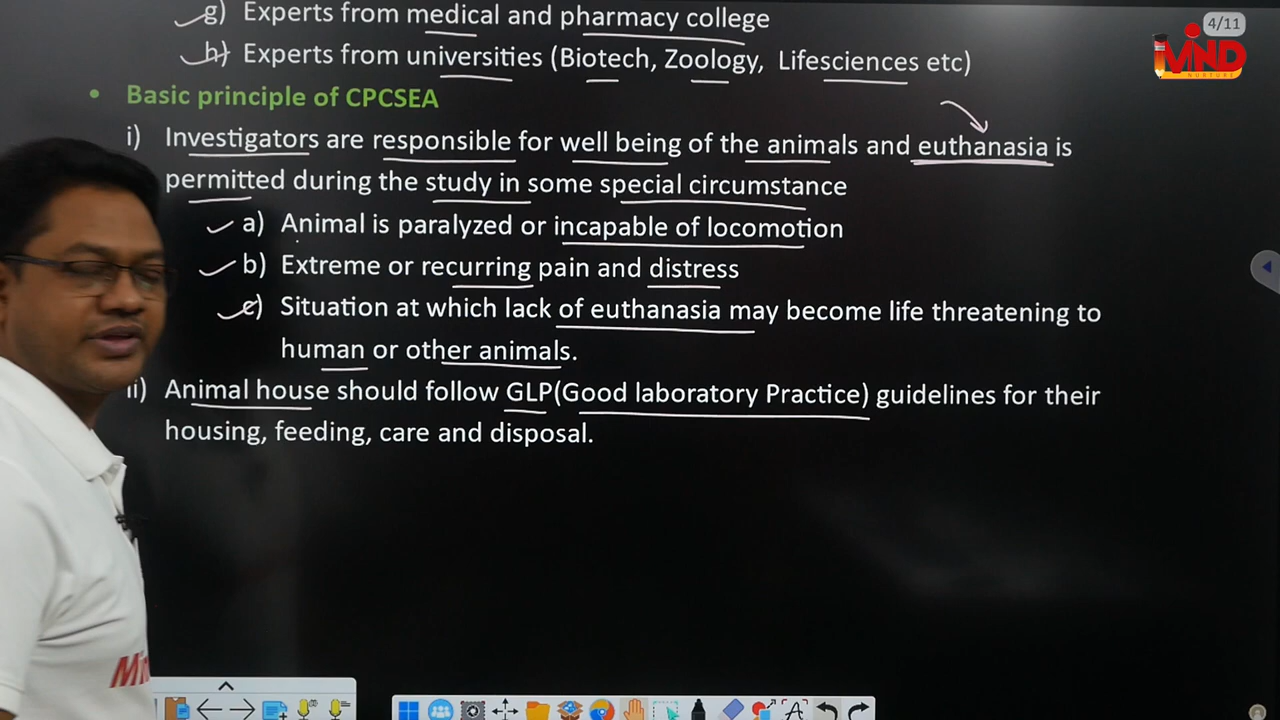 g) Experts from medical and pharmacy college
4/11
h) Experts from universities (Biotech, Zoology, Lifesciences etc)
MIND
NURTURE
• Basic principle of CPCSEA
i) Investigators are responsible for well being of the animals and euthanasia is
permitted during the study in some special circumstance
a) Animal is paralyzed or incapable of locomotion
b) Extreme or recurring pain and distress
c) Situation at which lack of euthanasia may become life threatening to
human or other animals.
ii) Animal house should follow GLP(Good laboratory Practice) guidelines for their
housing, feeding, care and disposal.